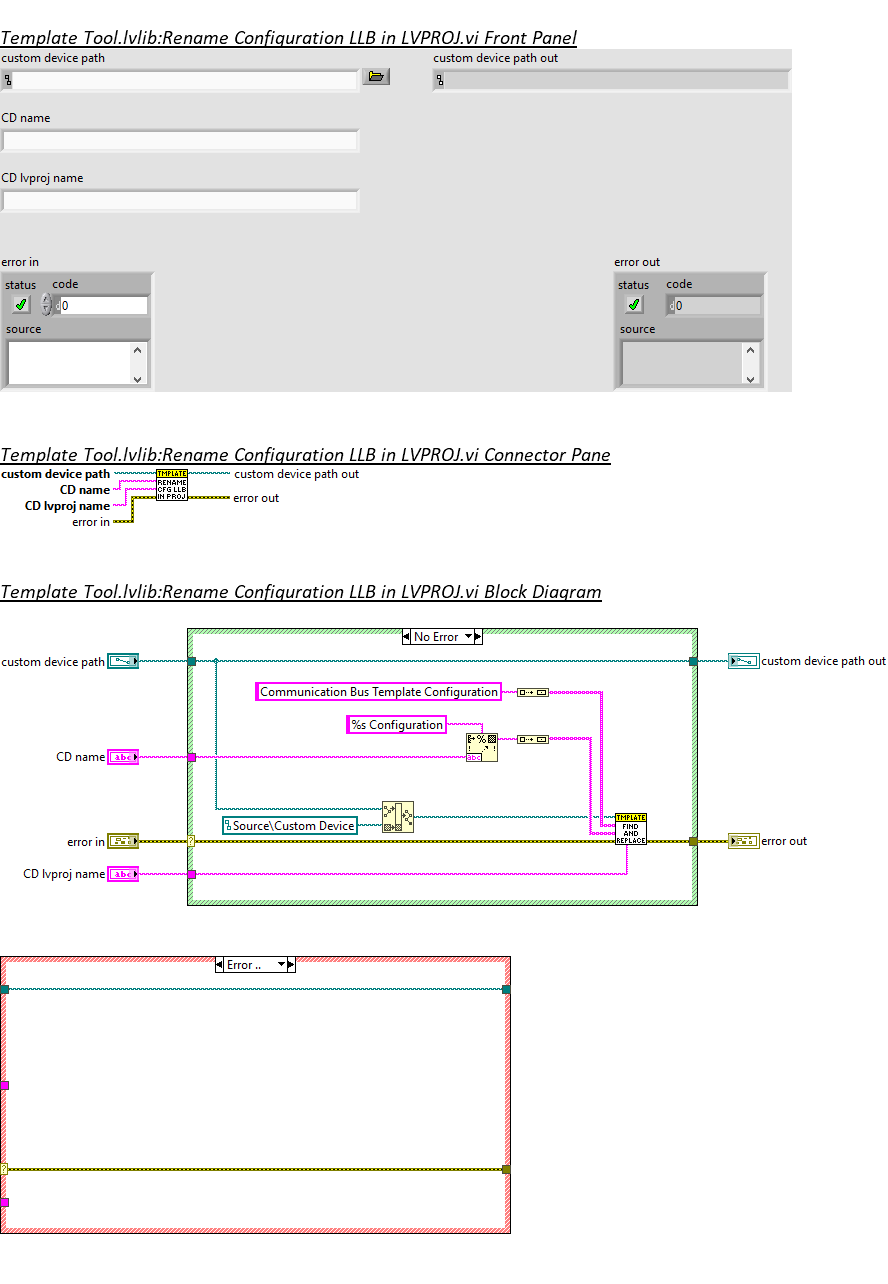 Template Tool.lvlib:Rename Configuration LLB in LVPROJ.vi Front Panel
custom device path custom device path out
CD name
CD lvproj name
error in error out
status code status code
0 0
source source
Template Tool.lvlib:Rename Configuration LLB in LVPROJ.vi Connector Pane
custom device path TMPLATE custom device path out
CD name RENAME
CFG LLB
CD lvproj name IN PROJ error out
error in
Template Tool.lvlib:Rename Configuration LLB in LVPROJ.vi Block Diagram
No Error
custom device path custom device path out
Communication Bus Template Configuration
%s Configuration
CD name abc abc
Source\Custom Device
TMPLATE
FIND
AND
REPLACE
error in ? error out
CD lvproj name abc
Error ..
?